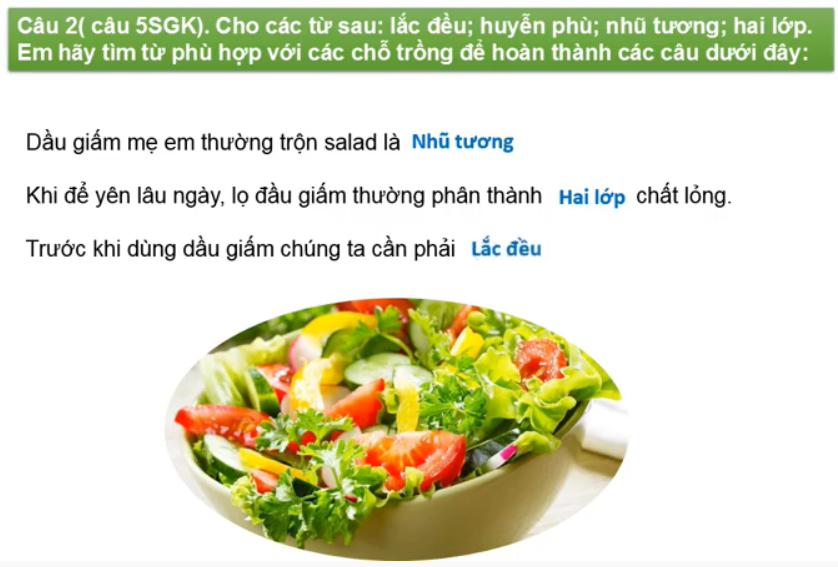 Câu 2( câu 5SGK). Cho các từ sau: lắc đều; huyễn phù; nhũ tương; hai lớp.
Em hãy tìm từ phù hợp với các chỗ trồng để hoàn thành các câu dưới đây:
Dầu giấm mẹ em thường trộn salad là Nhũ tương
Khi để yên lâu ngày, lọ đầu giấm thường phân thành Hai lớp chất lỏng.
Trước khi dùng dầu giấm chúng ta cần phải Lắc đều